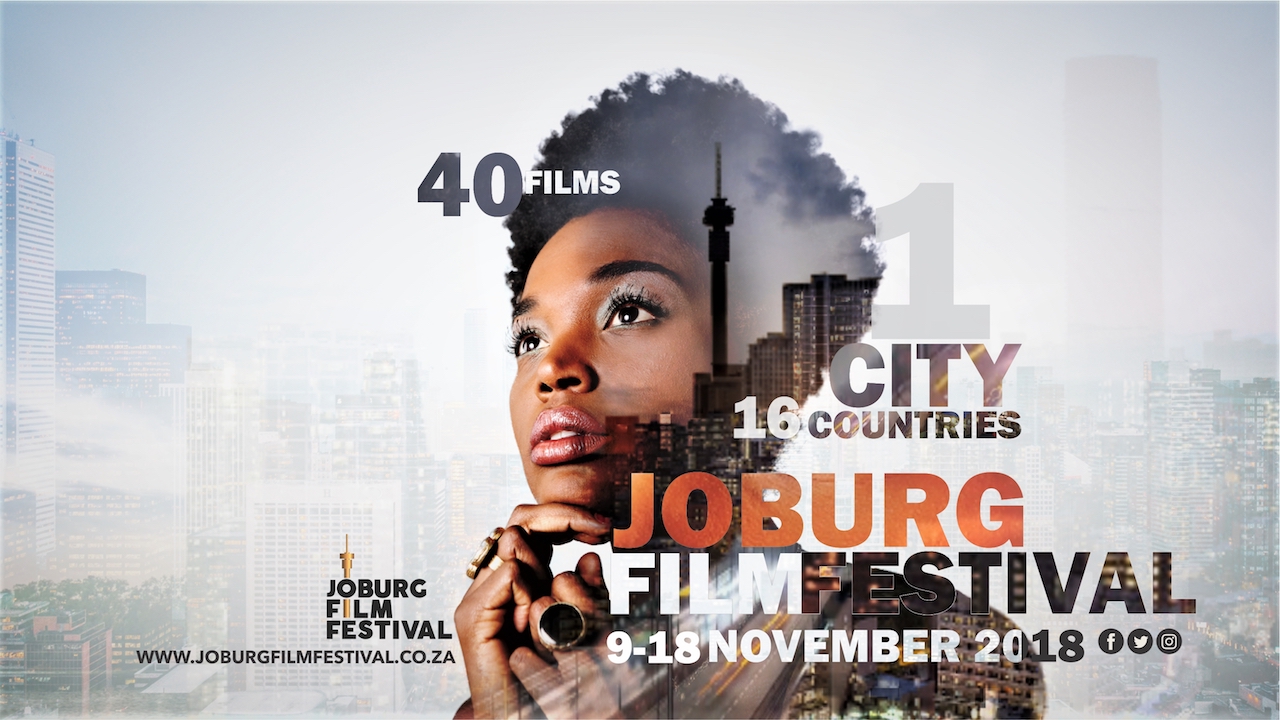 40 FILMS
1
CITY
16 COUNTRIES
JOBURG
FILMFESTIVAL
9-18 NOVEMBER 2018
JOBURG
FILM
FESTIVAL
WWW.JOBURGFILMFESTIVAL.CO.ZA